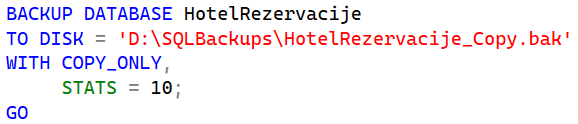 BACKUP DATABASE HotelRezervacije
TO DISK = 'D:\SQLBackups\HotelRezervacije_Copy.bak'
WITH COPY_ONLY,
     STATS = 10;
GO